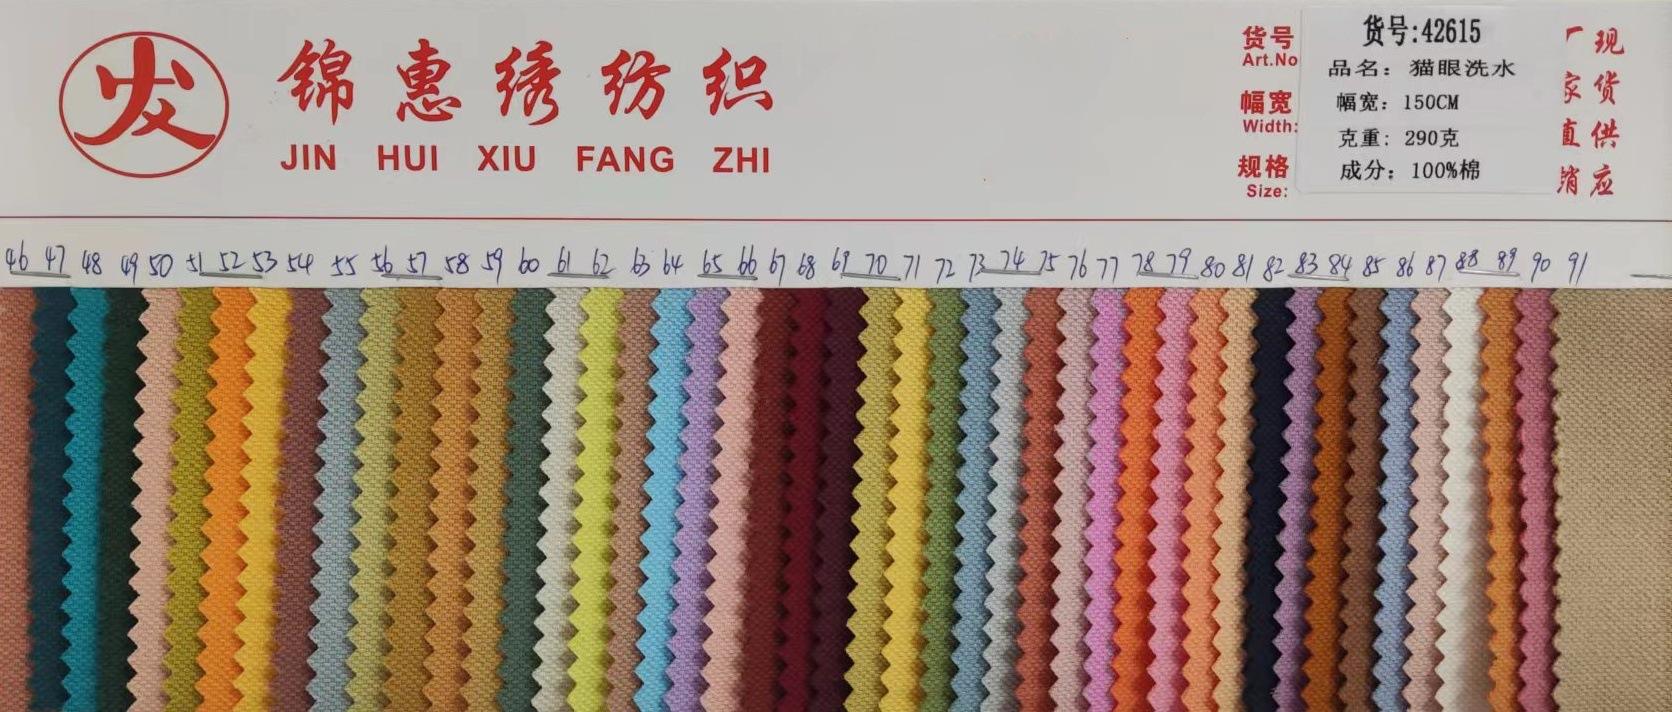 锦惠绣纺织
JIN HUI XIU FANG ZHI
货号
Art.No
幅宽
Width:
规格
Size:
货号:42615
品名: 猫眼洗水
幅宽: 150CM
克重: 290克
成分: 100%棉
厂家直销
现货供应
46 47 48 49 50 51 52 53 54 55 56 57 58 59 60 61 62 63 64 65 66 67 68 69 70 71 72 73 74 75 76 77 78 79 80 81 82 83 84 85 86 87 88 89 90 91